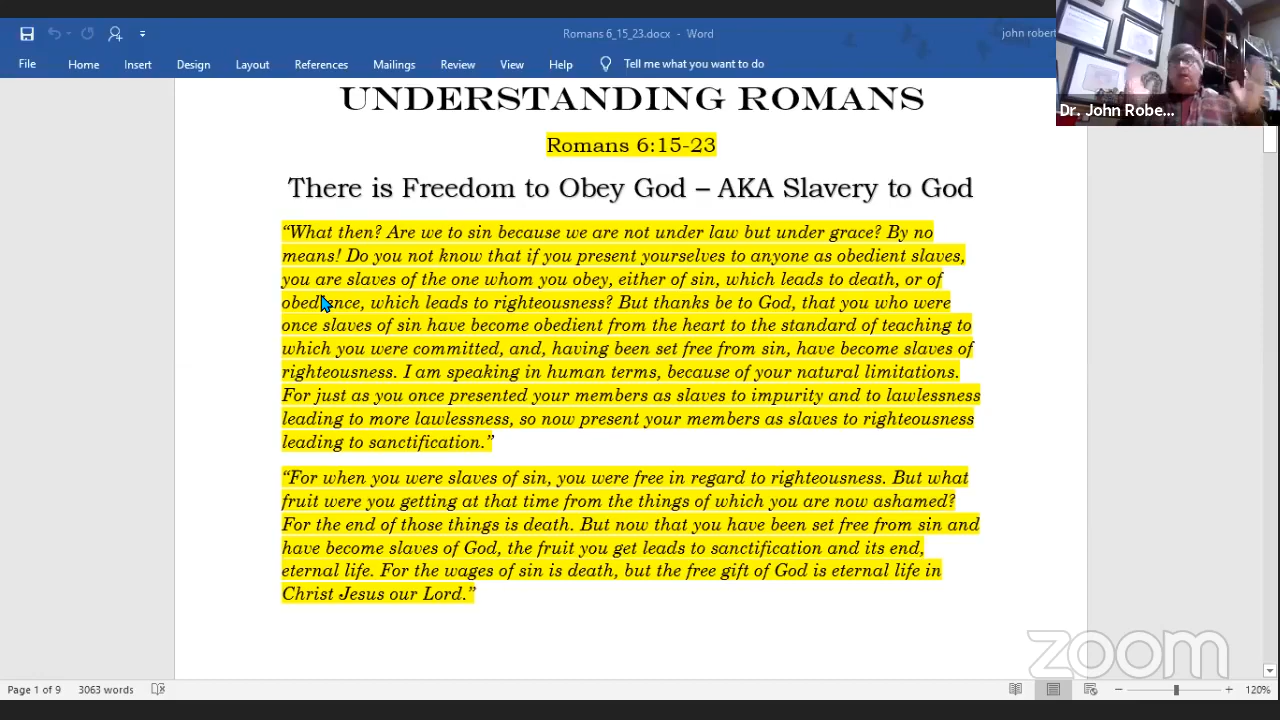 Romans 6_15_23.docx - Word
john robert
File Home Insert Design Layout References Mailings Review View Help Tell me what you want to do
Dr. John Robe...
UNDERSTANDING ROMANS
Romans 6:15-23
There is Freedom to Obey God – AKA Slavery to God
“What then? Are we to sin because we are not under law but under grace? By no
means! Do you not know that if you present yourselves to anyone as obedient slaves,
you are slaves of the one whom you obey, either of sin, which leads to death, or of
obedience, which leads to righteousness? But thanks be to God, that you who were
once slaves of sin have become obedient from the heart to the standard of teaching to
which you were committed, and, having been set free from sin, have become slaves of
righteousness. I am speaking in human terms, because of your natural limitations.
For just as you once presented your members as slaves to impurity and to lawlessness
leading to more lawlessness, so now present your members as slaves to righteousness
leading to sanctification.”
“For when you were slaves of sin, you were free in regard to righteousness. But what
fruit were you getting at that time from the things of which you are now ashamed?
For the end of those things is death. But now that you have been set free from sin and
have become slaves of God, the fruit you get leads to sanctification and its end,
eternal life. For the wages of sin is death, but the free gift of God is eternal life in
Christ Jesus our Lord.”
zoom
Page 1 of 9 3063 words
120%